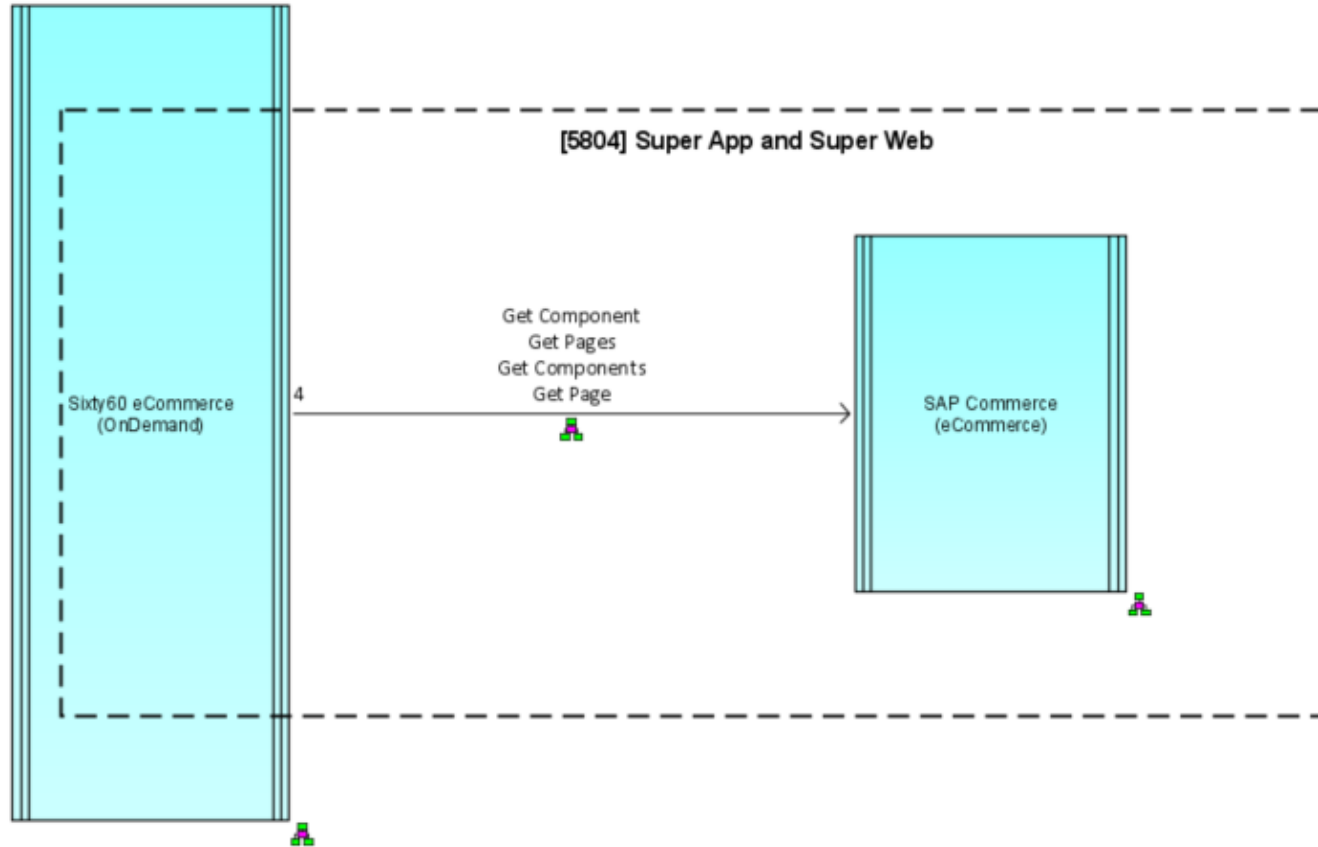 [5804] Super App and Super Web
Get Component
Get Pages
Get Components
Get Page
4
Sixty60 eCommerce
(OnDemand)
SAP Commerce
(eCommerce)